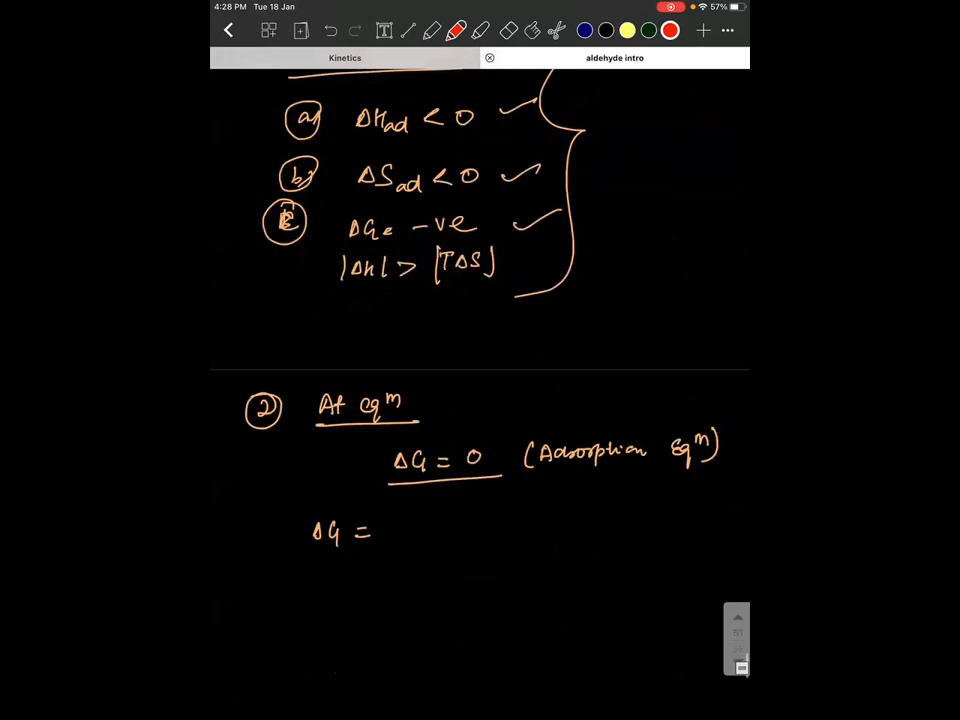 4:28 PM Tue 18 Jan
57%
Kinetics
aldehyde intro
a) ΔHad < 0
b) ΔSad < 0
ΔG = -ve
|ΔH| > |TΔS|
② At eqm
ΔG = 0 (Adsorption Eqm)
ΔG =
51